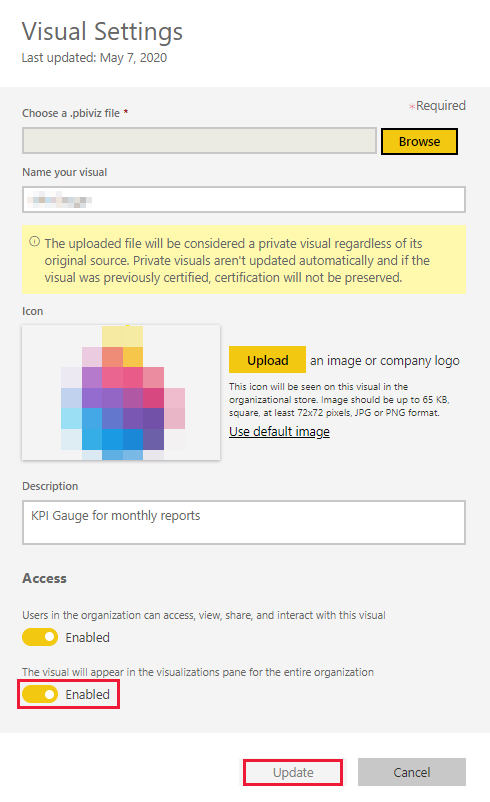 Visual Settings
Last updated: May 7, 2020
*Required
Choose a .pbiviz file *
Browse
Name your visual
The uploaded file will be considered a private visual regardless of its
original source. Private visuals aren't updated automatically and if the
visual was previously certified, certification will not be preserved.
Icon
Upload an image or company logo
This icon will be seen on this visual in the
organizational store. Image should be up to 65 KB,
square, at least 72x72 pixels, JPG or PNG format.
Use default image
Description
KPI Gauge for monthly reports
Access
Users in the organization can access, view, share, and interact with this visual
Enabled
The visual will appear in the visualizations pane for the entire organization
Enabled
Update Cancel